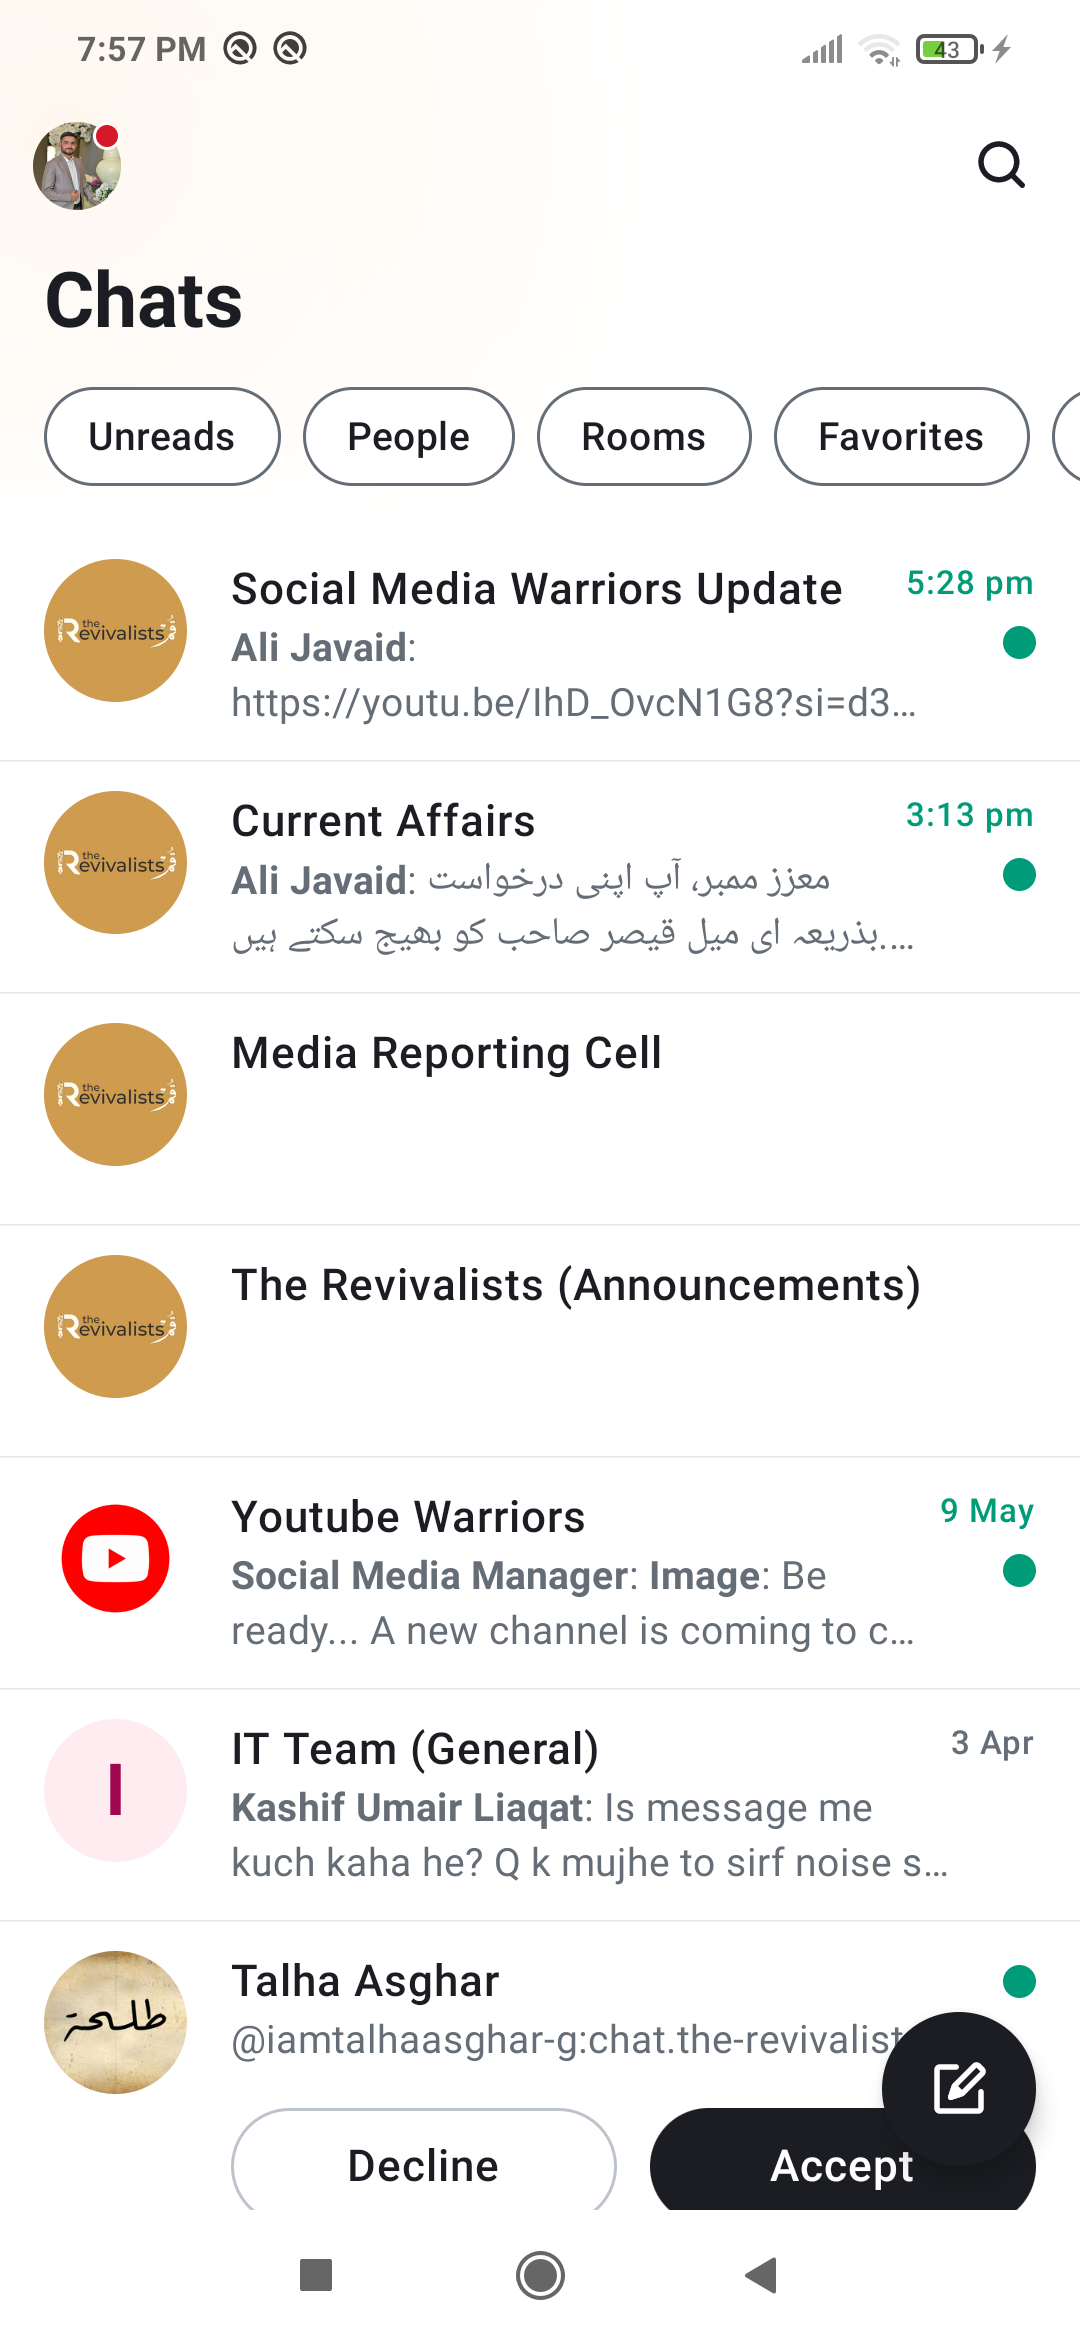 7:57 PM
43
Chats
Unreads
People
Rooms
Favorites
the Revivalists
Social Media Warriors Update
5:28 pm
Ali Javaid:
https://youtu.be/IhD_OvcN1G8?si=d3…
the Revivalists
Current Affairs
3:13 pm
Ali Javaid: معزز ممبر، آپ اپنی درخواست
بذریعہ ای میل قیصر صاحب کو بھیج سکتے ہیں.…
the Revivalists
Media Reporting Cell
the Revivalists
The Revivalists (Announcements)
Youtube Warriors
9 May
Social Media Manager: Image: Be
ready... A new channel is coming to c…
I
IT Team (General)
3 Apr
Kashif Umair Liaqat: Is message me
kuch kaha he? Q k mujhe to sirf noise s…
طلحة
Talha Asghar
@iamtalhaasghar-g:chat.the-revivalist
Decline
Accept